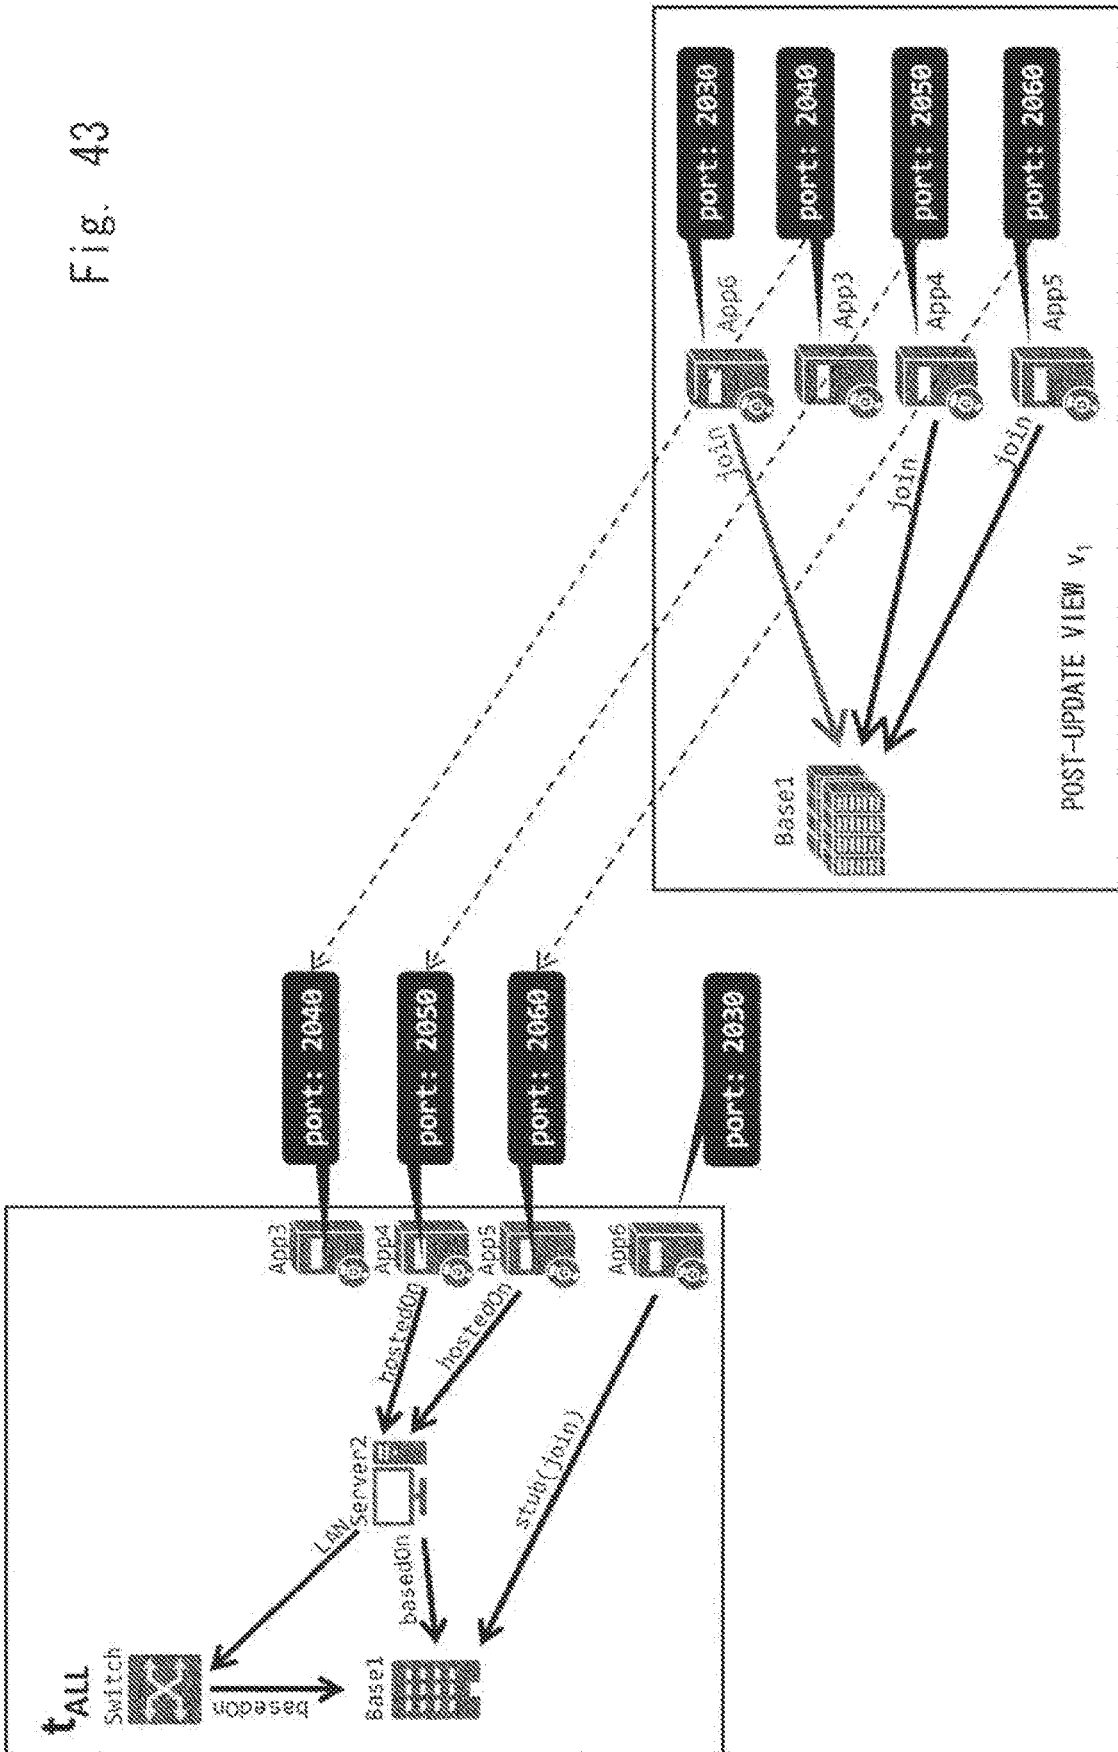 Fig. 43
tALL
Switch
basedOn
Base1
LAN
Server2
basedOn
hostedOn
hostedOn
stub(join)
App3
App4
App5
App6
port: 2040
port: 2050
port: 2060
port: 2030
Base1
join
join
join
App6
App3
App4
App5
port: 2030
port: 2040
port: 2050
port: 2060
POST-UPDATE VIEW v1